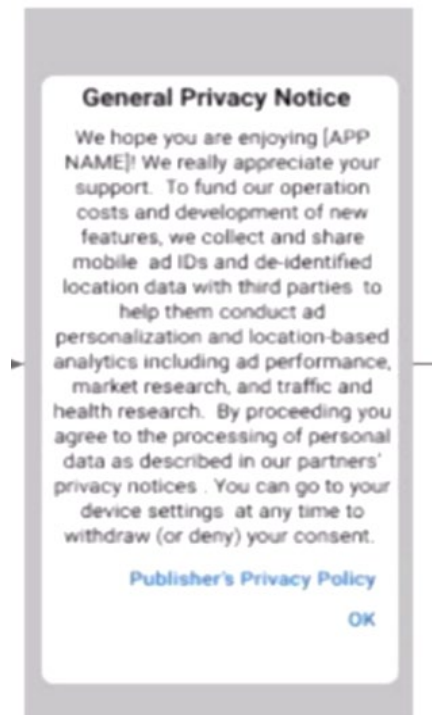 General Privacy Notice
We hope you are enjoying [APP
NAME]! We really appreciate your
support. To fund our operation
costs and development of new
features, we collect and share
mobile ad IDs and de-identified
location data with third parties to
help them conduct ad
personalization and location-based
analytics including ad performance,
market research, and traffic and
health research. By proceeding you
agree to the processing of personal
data as described in our partners'
privacy notices . You can go to your
device settings at any time to
withdraw (or deny) your consent.
Publisher's Privacy Policy
OK